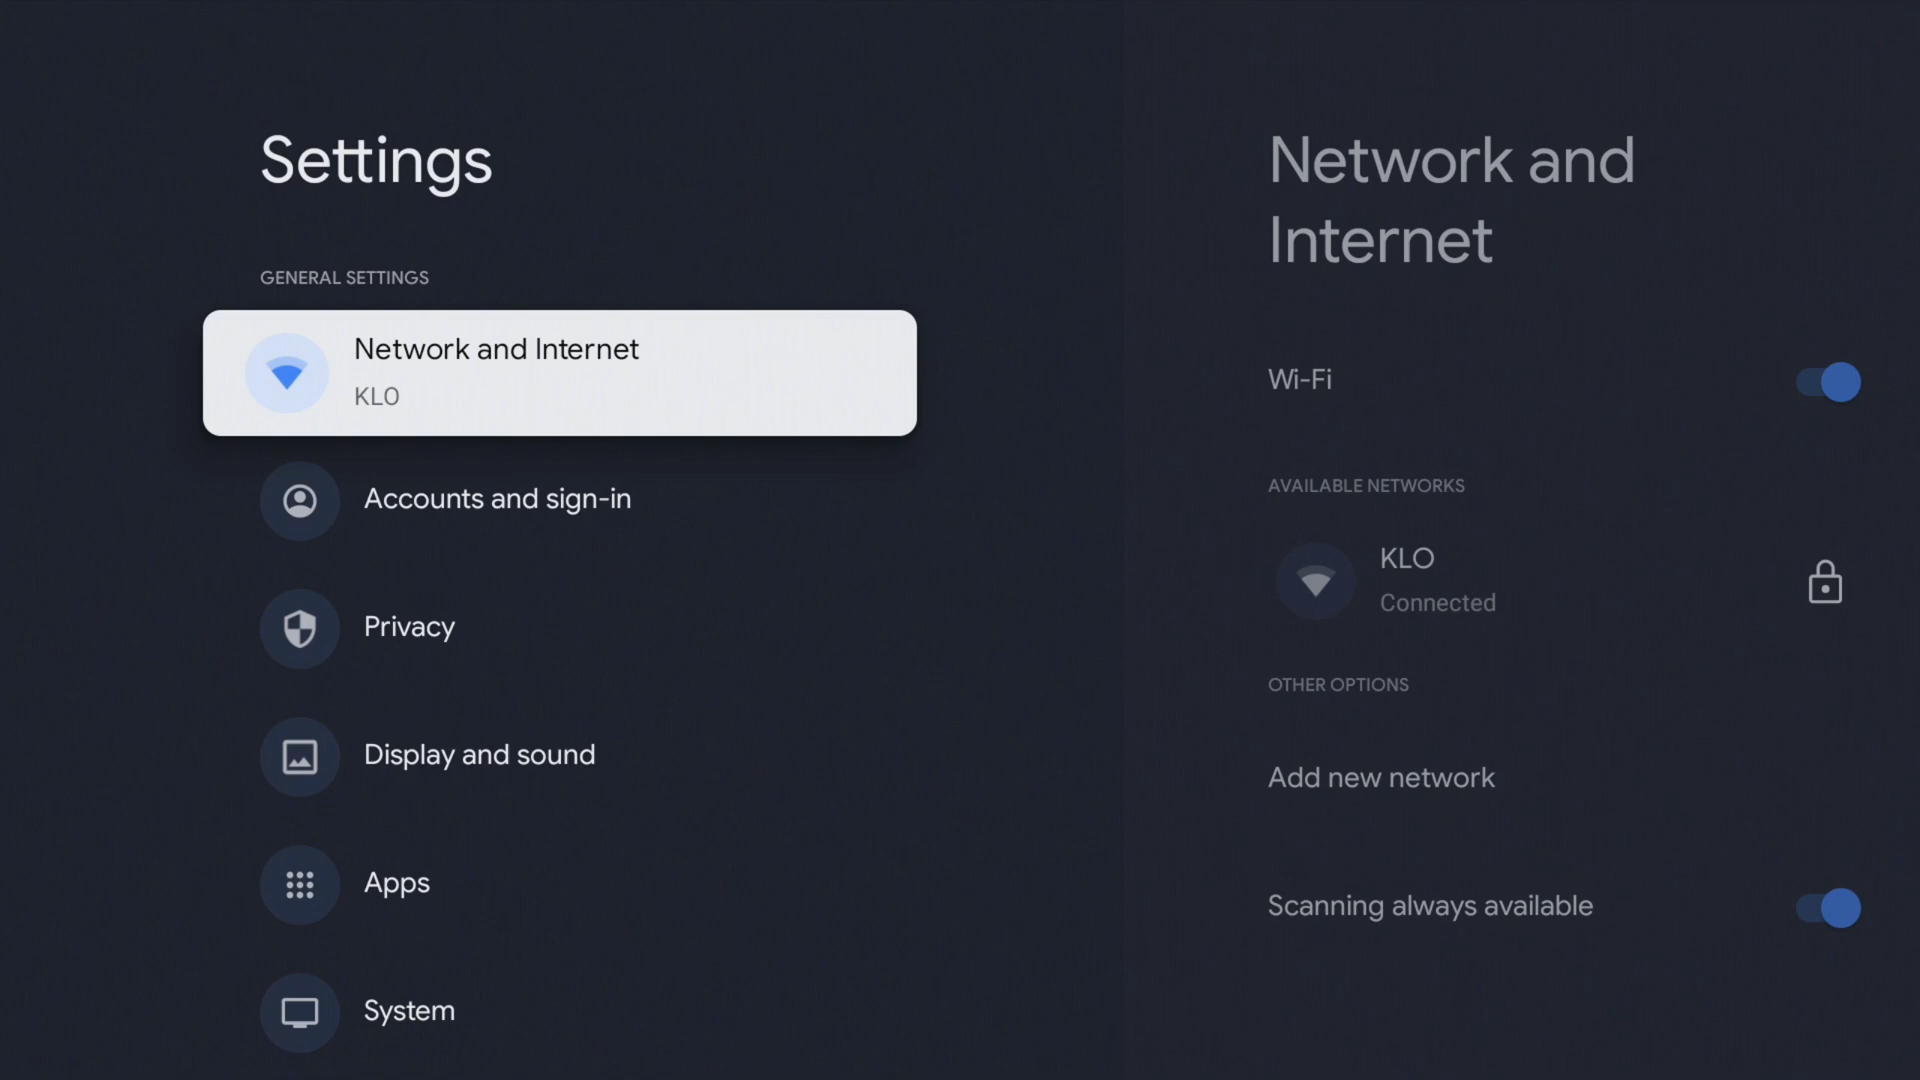 Settings
GENERAL SETTINGS
Network and Internet
KLO
Accounts and sign-in
Privacy
Display and sound
Apps
System
Network and
Internet
Wi-Fi
AVAILABLE NETWORKS
KLO
Connected
OTHER OPTIONS
Add new network
Scanning always available